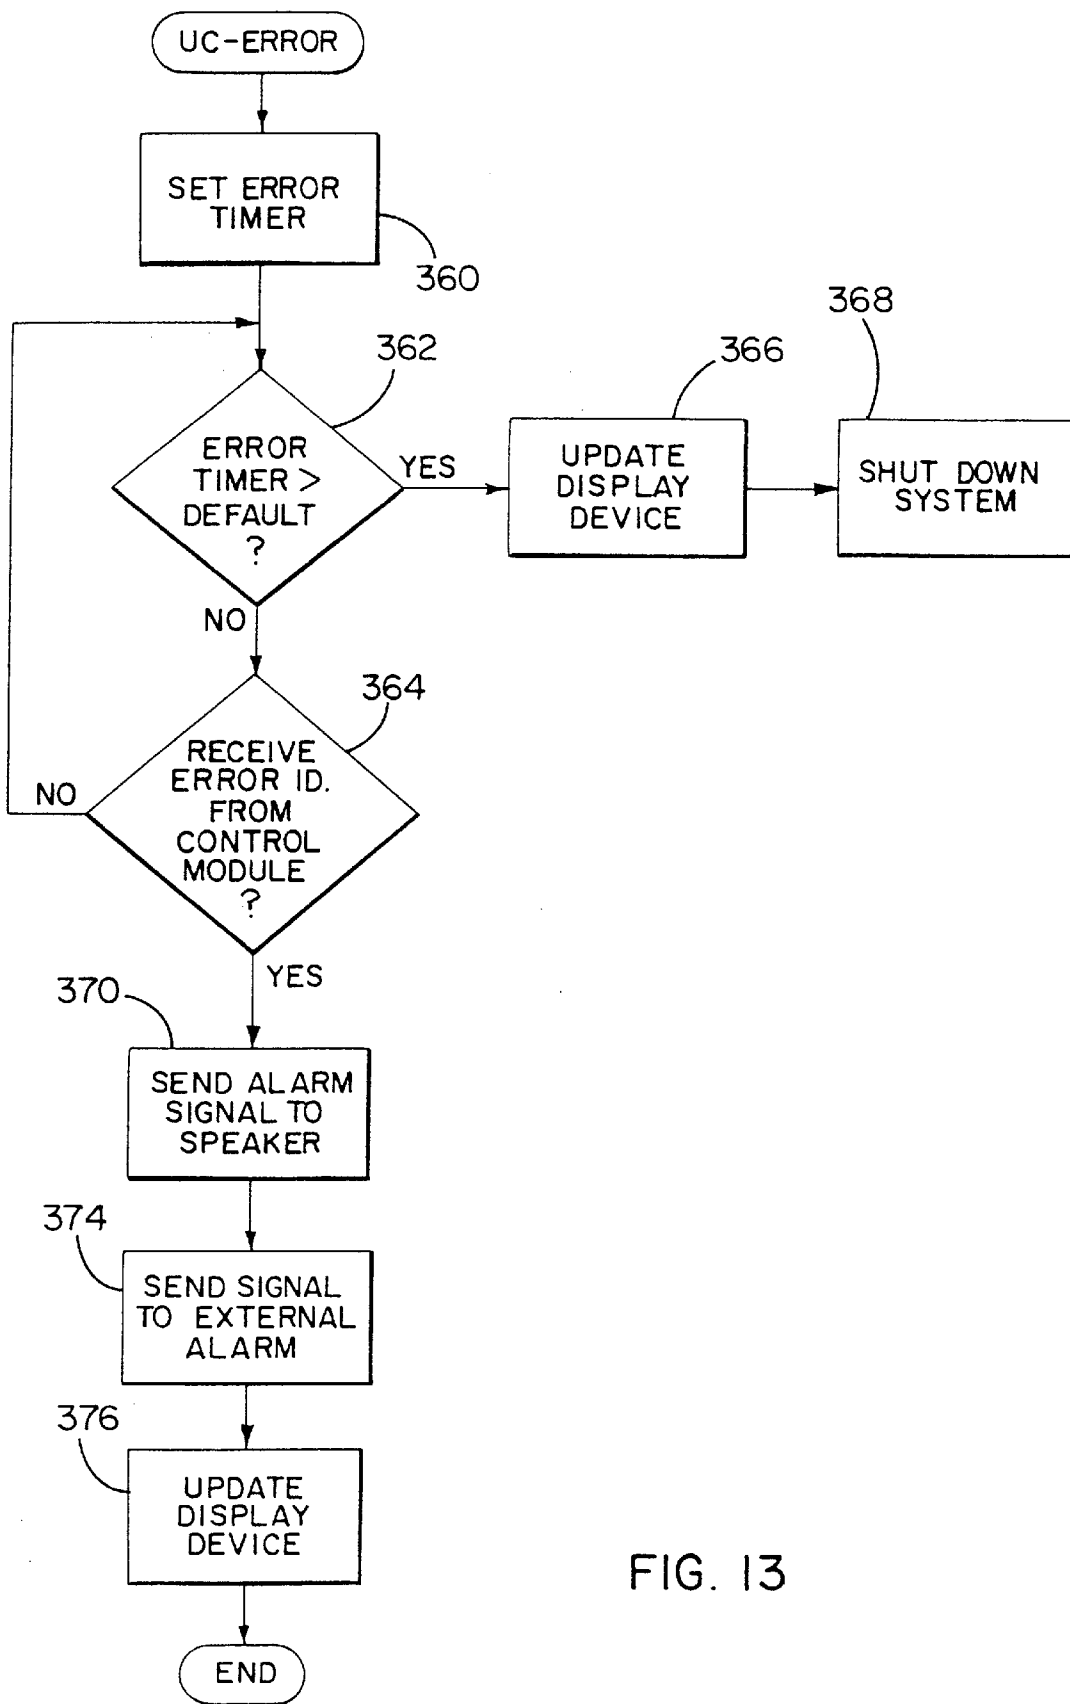 UC-ERROR
SET ERROR
TIMER
360
362
ERROR
TIMER >
DEFAULT
?
YES
NO
366
UPDATE
DISPLAY
DEVICE
368
SHUT DOWN
SYSTEM
364
RECEIVE
ERROR ID.
FROM
CONTROL
MODULE
?
NO
YES
370
SEND ALARM
SIGNAL TO
SPEAKER
374
SEND SIGNAL
TO EXTERNAL
ALARM
376
UPDATE
DISPLAY
DEVICE
END
FIG. 13